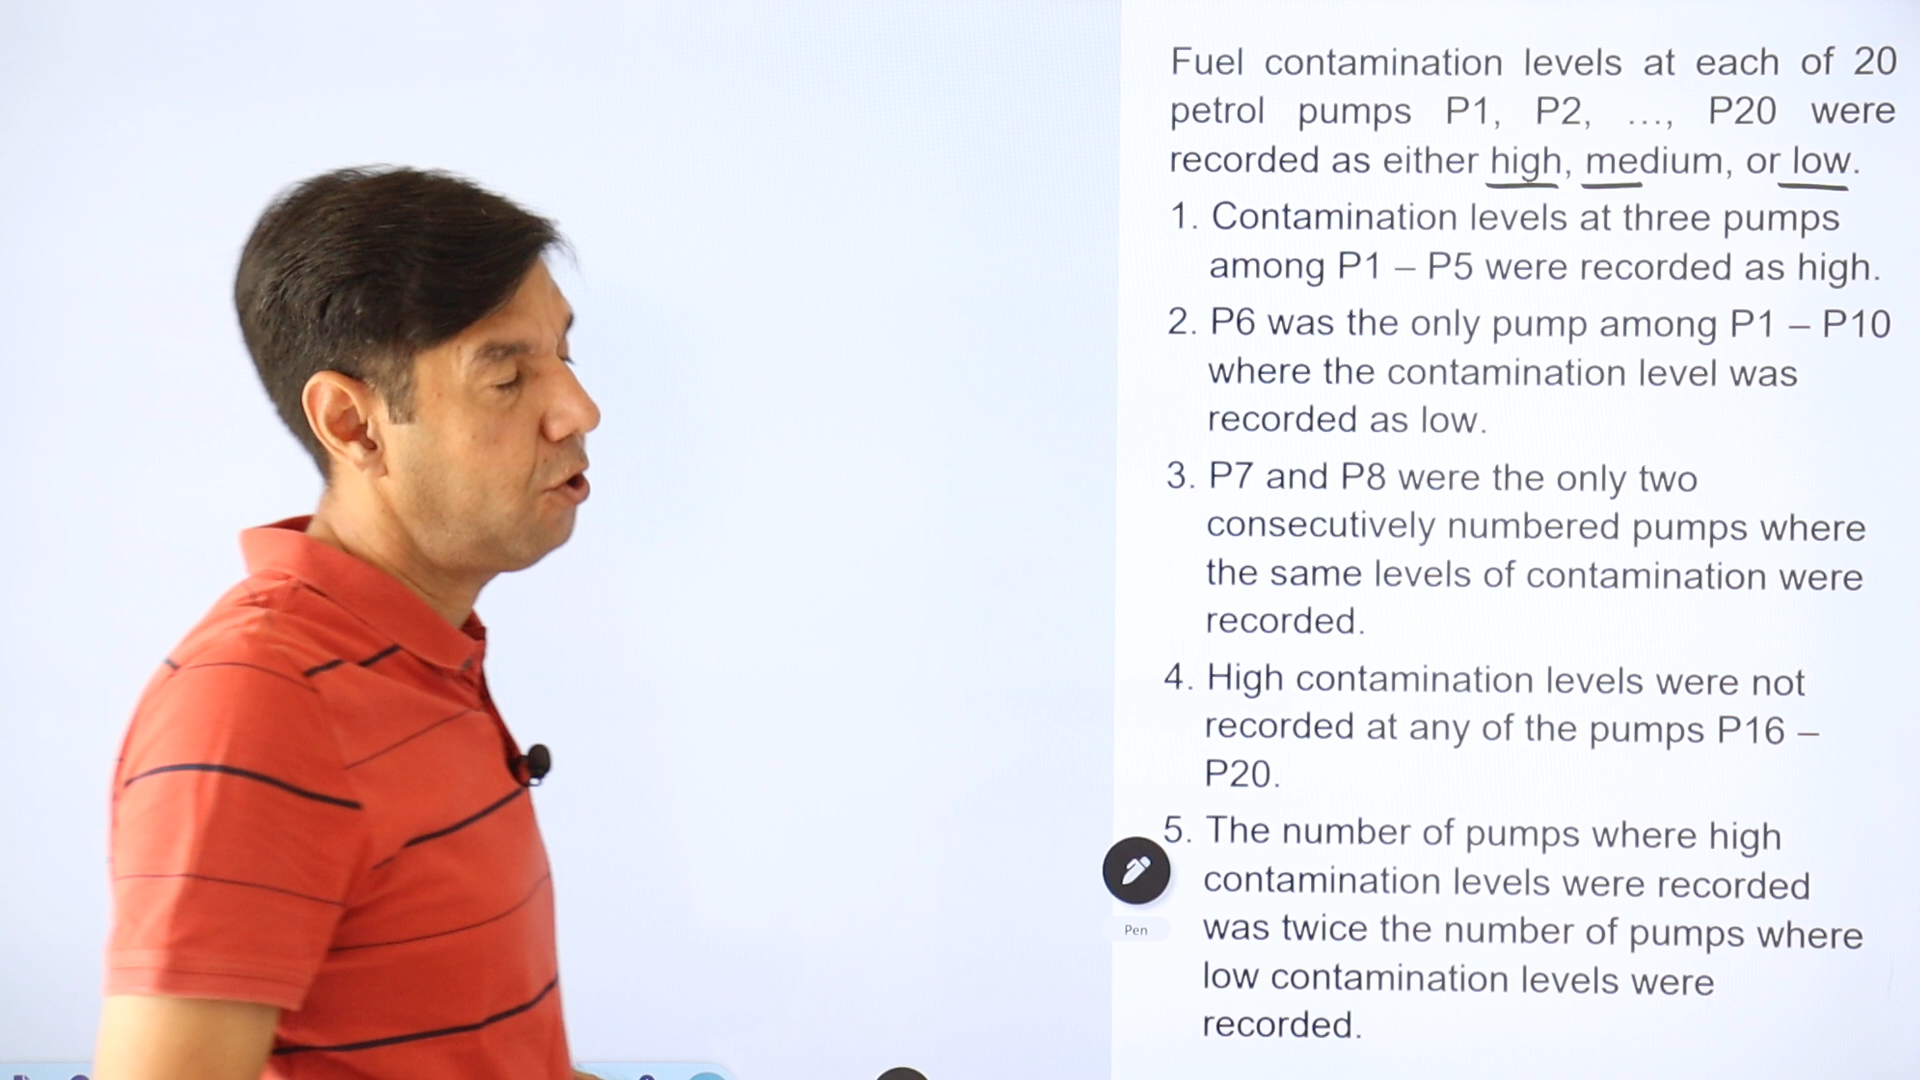 Fuel contamination levels at each of 20
petrol pumps P1, P2, …, P20 were
recorded as either high, medium, or low.
1. Contamination levels at three pumps
among P1 – P5 were recorded as high.
2. P6 was the only pump among P1 – P10
where the contamination level was
recorded as low.
3. P7 and P8 were the only two
consecutively numbered pumps where
the same levels of contamination were
recorded.
4. High contamination levels were not
recorded at any of the pumps P16 –
P20.
5. The number of pumps where high
contamination levels were recorded
was twice the number of pumps where
low contamination levels were
recorded.
Pen